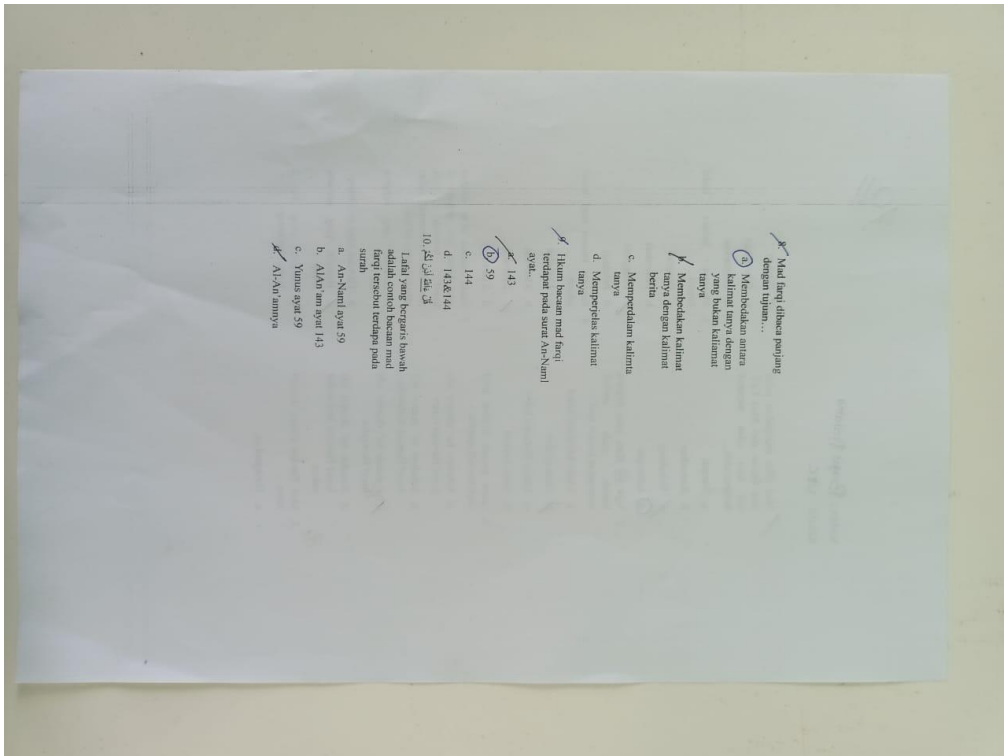 8. Mad farqi dibaca panjang
dengan tujuan…
a. Membedakan antara
kalimat tanya dengan
yang bukan kaliamat
tanya
b. Membedakan kalimat
tanya dengan kalimat
berita
c. Memperdalam kalimta
tanya
d. Memperjelas kalimat
tanya
9. Hkum bacaan mad farqi
terdapat pada surat An-Naml
ayat..
a. 143
b. 59
c. 144
d. 143&144
10. قُلْ ءَآللَّهُ أَذِنَ لَكُمْ
Lafal yang bergaris bawah
adalah contoh bacaan mad
farqi tersebut terdapa pada
surah
a. An-Naml ayat 59
b. AlAn'am ayat 143
c. Yunus ayat 59
d. Al-An'amnya